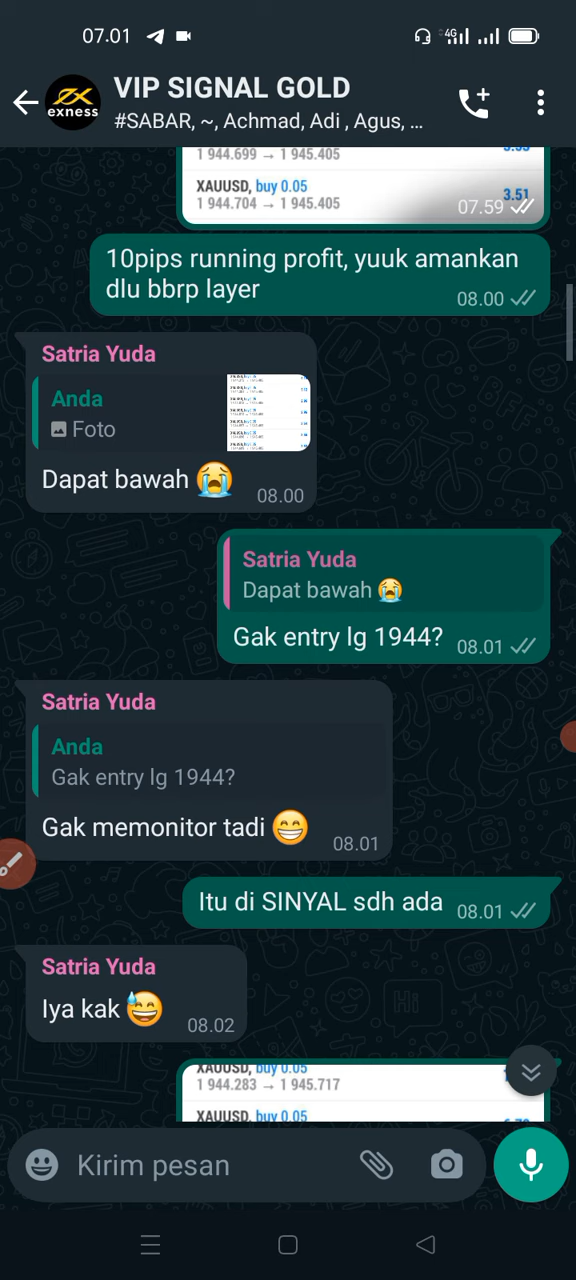 07.01
4G
VIP SIGNAL GOLD
exness
#SABAR, ~, Achmad, Adi , Agus, ...
1 944.699 → 1 945.405
XAUUSD, buy 0.05
3.51
1 944.704 → 1 945.405
07.59
10pips running profit, yuuk amankan
dlu bbrp layer
08.00
Satria Yuda
Anda
Foto
Dapat bawah 😭
08.00
Satria Yuda
Dapat bawah 😭
Gak entry lg 1944?
08.01
Satria Yuda
Anda
Gak entry lg 1944?
Gak memonitor tadi 😁
08.01
Itu di SINYAL sdh ada
08.01
Satria Yuda
Iya kak 😅
08.02
XAUUSD, buy 0.05
1 944.283 → 1 945.717
XAUUSD, buy 0.05
Kirim pesan